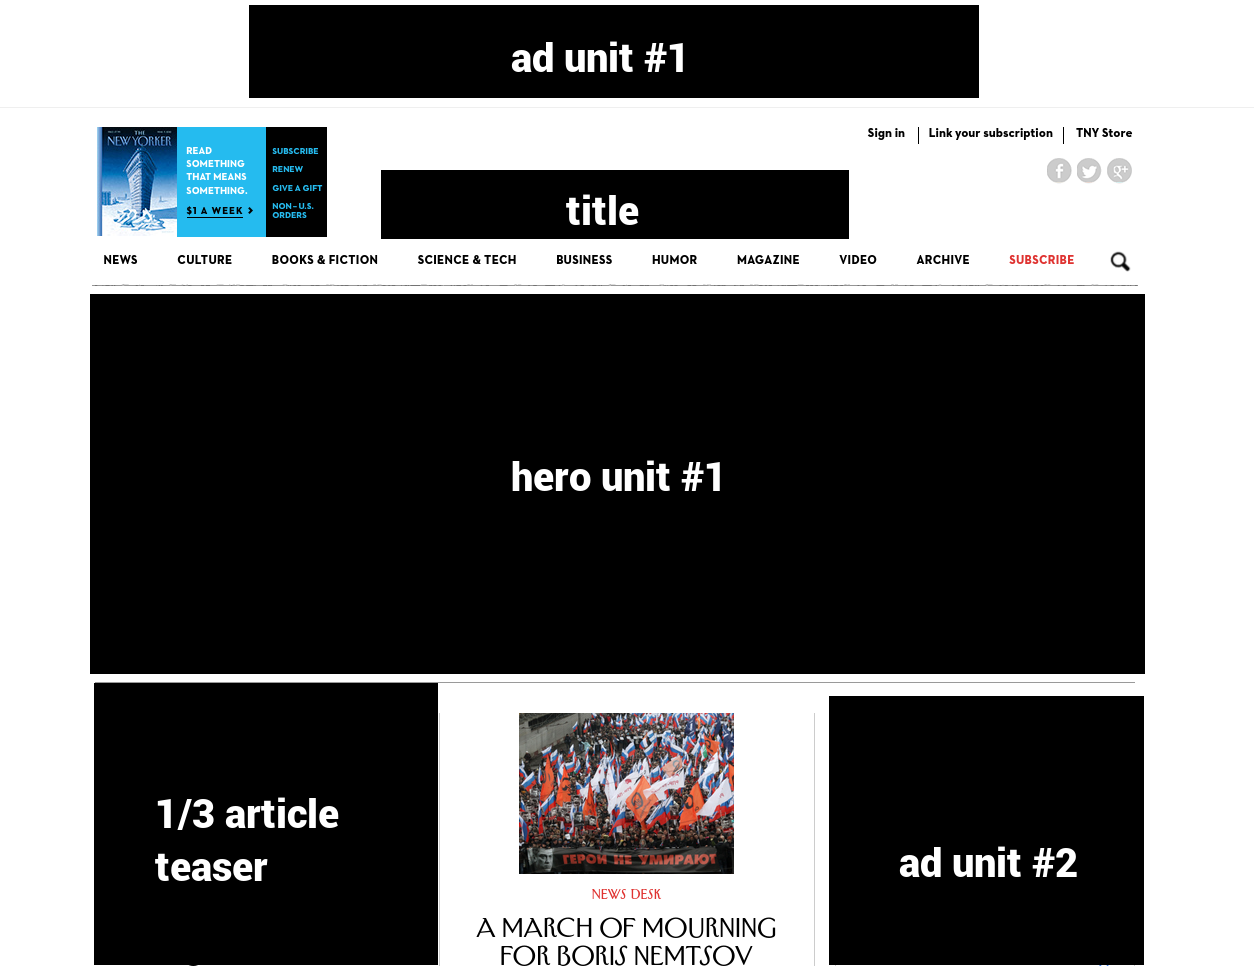 ad unit #1
Sign in
Link your subscription
TNY Store
THE
NEW YORKER
READ
SOMETHING
THAT MEANS
SOMETHING.
$1 A WEEK >
SUBSCRIBE
RENEW
GIVE A GIFT
NON-U.S.
ORDERS
title
NEWS CULTURE BOOKS & FICTION SCIENCE & TECH BUSINESS HUMOR MAGAZINE VIDEO ARCHIVE SUBSCRIBE
hero unit #1
1/3 article
teaser
ГЕРОИ НЕ УМИРАЮТ
NEWS DESK
A MARCH OF MOURNING
FOR BORIS NEMTSOV
ad unit #2